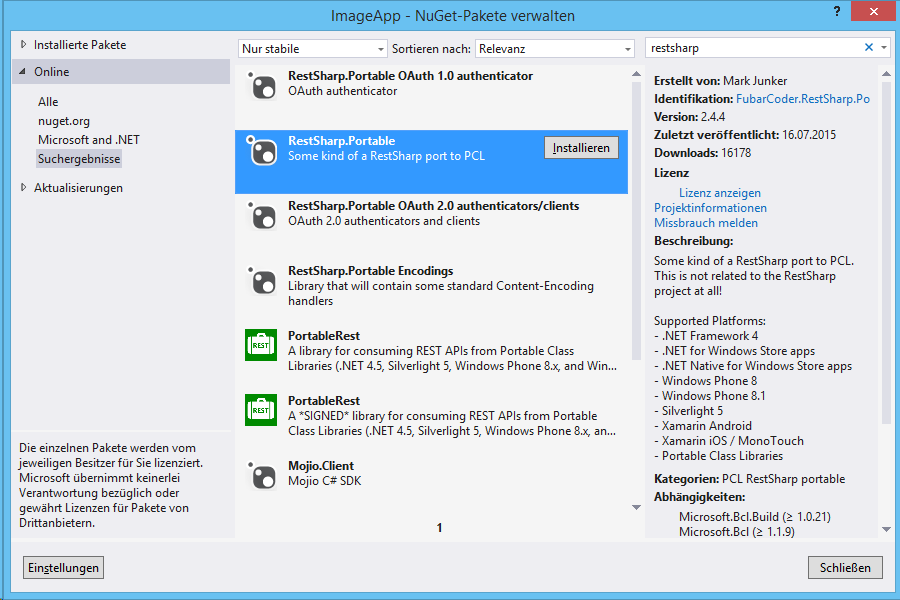 ImageApp - NuGet-Pakete verwalten
?
Installierte Pakete
Online
Alle
nuget.org
Microsoft and .NET
Suchergebnisse
Aktualisierungen
Die einzelnen Pakete werden vom
jeweiligen Besitzer für Sie lizenziert.
Microsoft übernimmt keinerlei
Verantwortung bezüglich oder
gewährt Lizenzen für Pakete von
Drittanbietern.
Nur stabile
Sortieren nach:
Relevanz
RestSharp.Portable OAuth 1.0 authenticator
OAuth authenticator
RestSharp.Portable
Some kind of a RestSharp port to PCL
Installieren
RestSharp.Portable OAuth 2.0 authenticators/clients
OAuth 2.0 authenticators and clients
RestSharp.Portable Encodings
Library that will contain some standard Content-Encoding
handlers
REST
PortableRest
A library for consuming REST APIs from Portable Class
Libraries (.NET 4.5, Silverlight 5, Windows Phone 8.x, and Win...
REST
PortableRest
A *SIGNED* library for consuming REST APIs from Portable
Class Libraries (.NET 4.5, Silverlight 5, Windows Phone 8.x, an...
Mojio.Client
Mojio C# SDK
1
restsharp
Erstellt von: Mark Junker
Identifikation: FubarCoder.RestSharp.Po
Version: 2.4.4
Zuletzt veröffentlicht: 16.07.2015
Downloads: 16178
Lizenz
Lizenz anzeigen
Projektinformationen
Missbrauch melden
Beschreibung:
Some kind of a RestSharp port to PCL.
This is not related to the RestSharp
project at all!
Supported Platforms:
- .NET Framework 4
- .NET for Windows Store apps
- .NET Native for Windows Store apps
- Windows Phone 8
- Windows Phone 8.1
- Silverlight 5
- Xamarin Android
- Xamarin iOS / MonoTouch
- Portable Class Libraries
Kategorien: PCL RestSharp portable
Abhängigkeiten:
Microsoft.Bcl.Build (≥ 1.0.21)
Microsoft.Bcl (≥ 1.1.9)
Einstellungen
Schließen